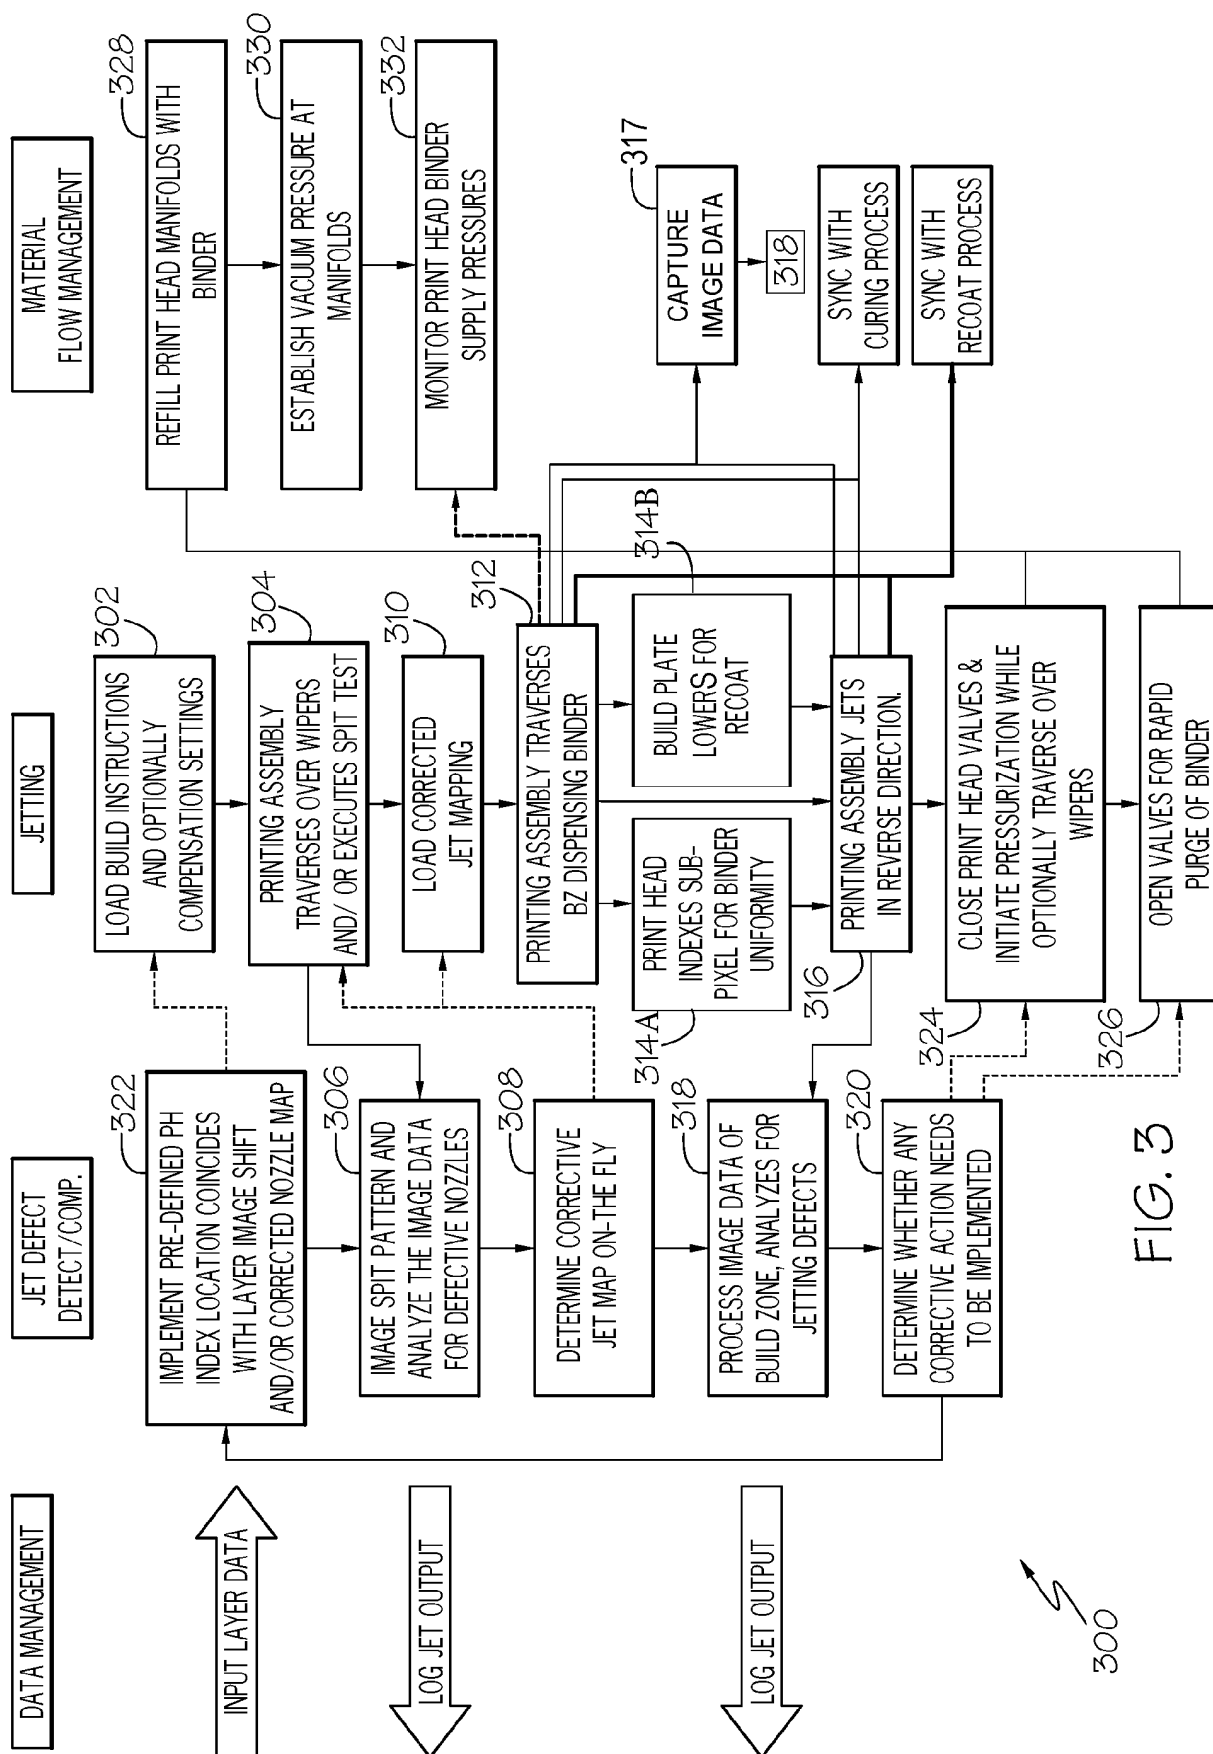 DATA MANAGEMENT
INPUT LAYER DATA
LOG JET OUTPUT
LOG JET OUTPUT
300
JET DEFECT
DETECT/COMP.
322
IMPLEMENT PRE-DEFINED PH
INDEX LOCATION COINCIDES
WITH LAYER IMAGE SHIFT
AND/OR CORRECTED NOZZLE MAP
306
IMAGE SPIT PATTERN AND
ANALYZE THE IMAGE DATA
FOR DEFECTIVE NOZZLES
308
DETERMINE CORRECTIVE
JET MAP ON-THE FLY
318
PROCESS IMAGE DATA OF
BUILD ZONE, ANALYZES FOR
JETTING DEFECTS
320
DETERMINE WHETHER ANY
CORRECTIVE ACTION NEEDS
TO BE IMPLEMENTED
JETTING
302
LOAD BUILD INSTRUCTIONS
AND OPTIONALLY
COMPENSATION SETTINGS
304
PRINTING ASSEMBLY
TRAVERSES OVER WIPERS
AND/ OR EXECUTES SPIT TEST
310
LOAD CORRECTED
JET MAPPING
312
PRINTING ASSEMBLY TRAVERSES
BZ DISPENSING BINDER
314A
PRINT HEAD
INDEXES SUB-
PIXEL FOR BINDER
UNIFORMITY
314B
BUILD PLATE
LOWERS FOR
RECOAT
316
PRINTING ASSEMBLY JETS
IN REVERSE DIRECTION.
324
CLOSE PRINT HEAD VALVES &
INITIATE PRESSURIZATION WHILE
OPTIONALLY TRAVERSE OVER
WIPERS
326
OPEN VALVES FOR RAPID
PURGE OF BINDER
MATERIAL
FLOW MANAGEMENT
328
REFILL PRINT HEAD MANIFOLDS WITH
BINDER
330
ESTABLISH VACUUM PRESSURE AT
MANIFOLDS
332
MONITOR PRINT HEAD BINDER
SUPPLY PRESSURES
317
CAPTURE
IMAGE DATA
318
SYNC WITH
CURING PROCESS
SYNC WITH
RECOAT PROCESS
FIG. 3